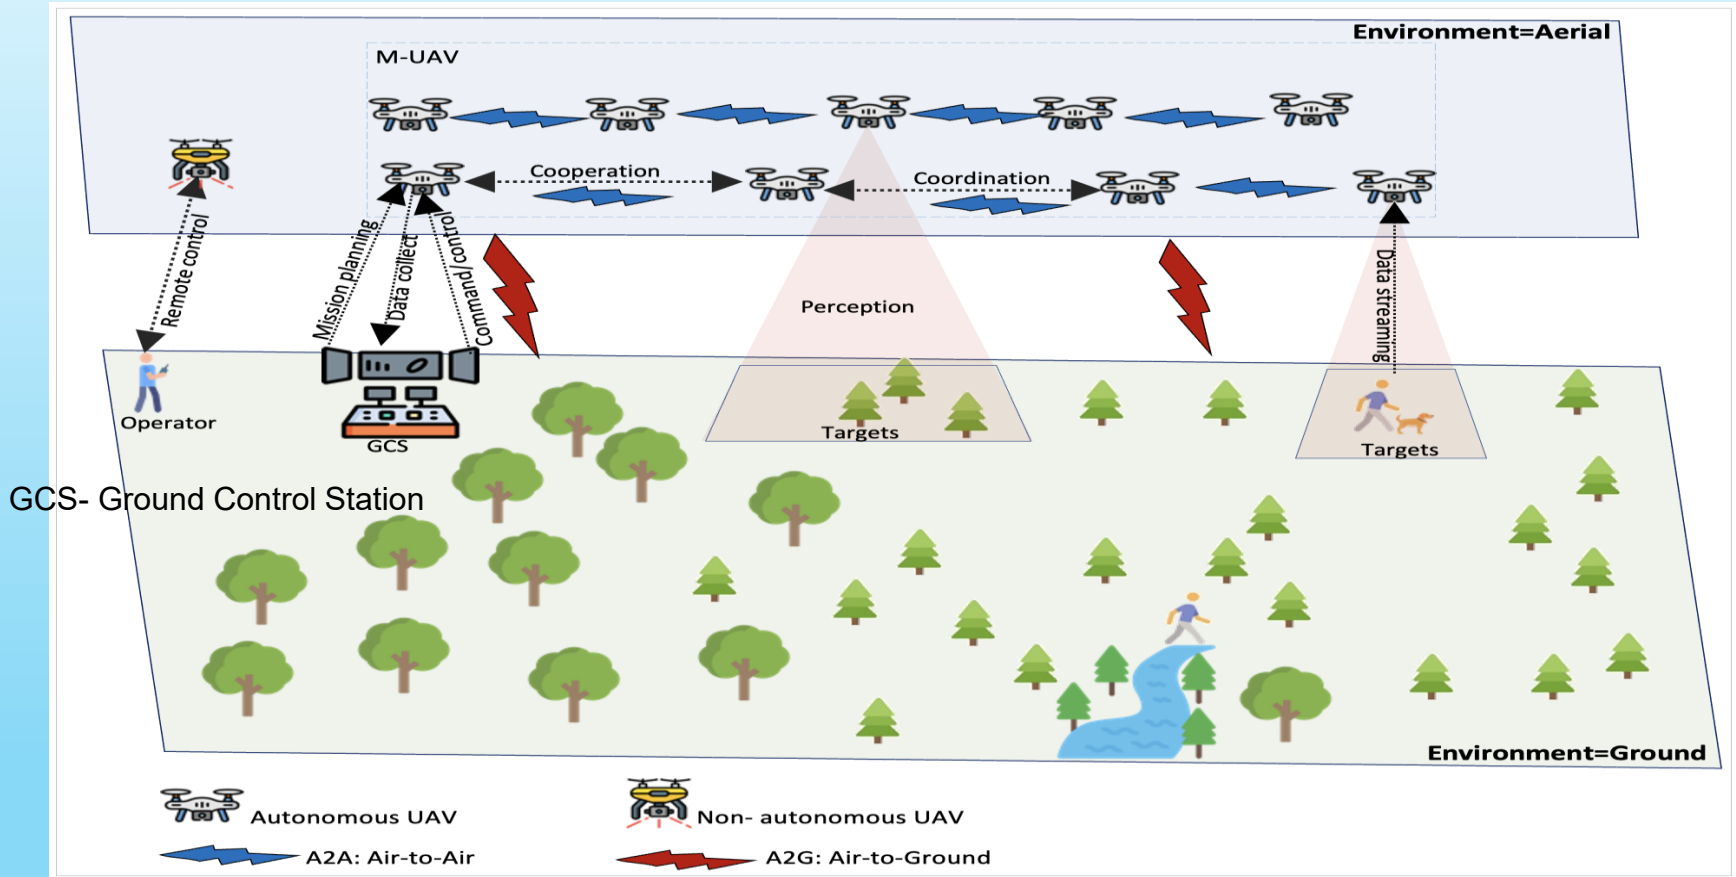 Environment=Aerial
M-UAV
Cooperation
Coordination
Remote control
Mission planning
Data collect
Command/control
Perception
Data streaming
Operator
GCS
Targets
Targets
GCS- Ground Control Station
Environment=Ground
Autonomous UAV
Non- autonomous UAV
A2A: Air-to-Air
A2G: Air-to-Ground